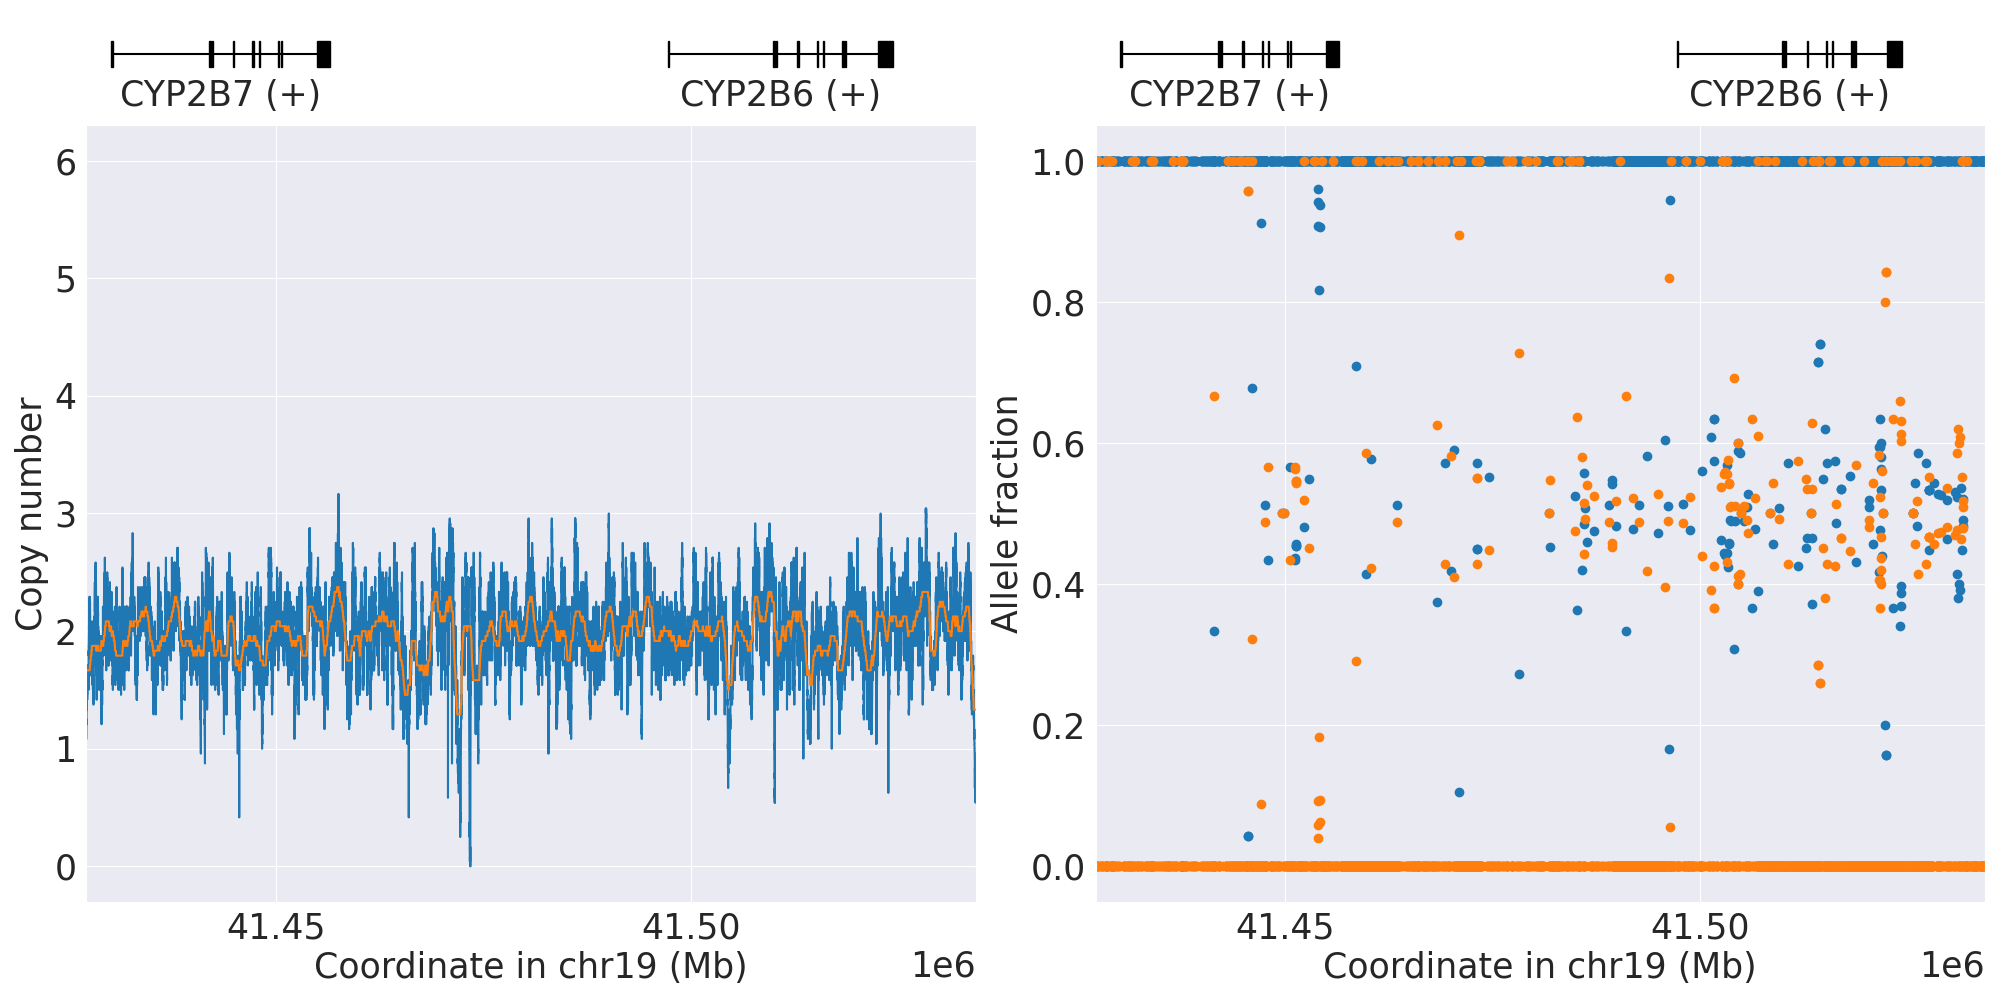 CYP2B7 (+)
CYP2B6 (+)
6
5
4
3
2
1
0
Copy number
41.45
41.50
Coordinate in chr19 (Mb)
1e6
CYP2B7 (+)
CYP2B6 (+)
1.0
0.8
0.6
0.4
0.2
0.0
Allele fraction
41.45
41.50
Coordinate in chr19 (Mb)
1e6